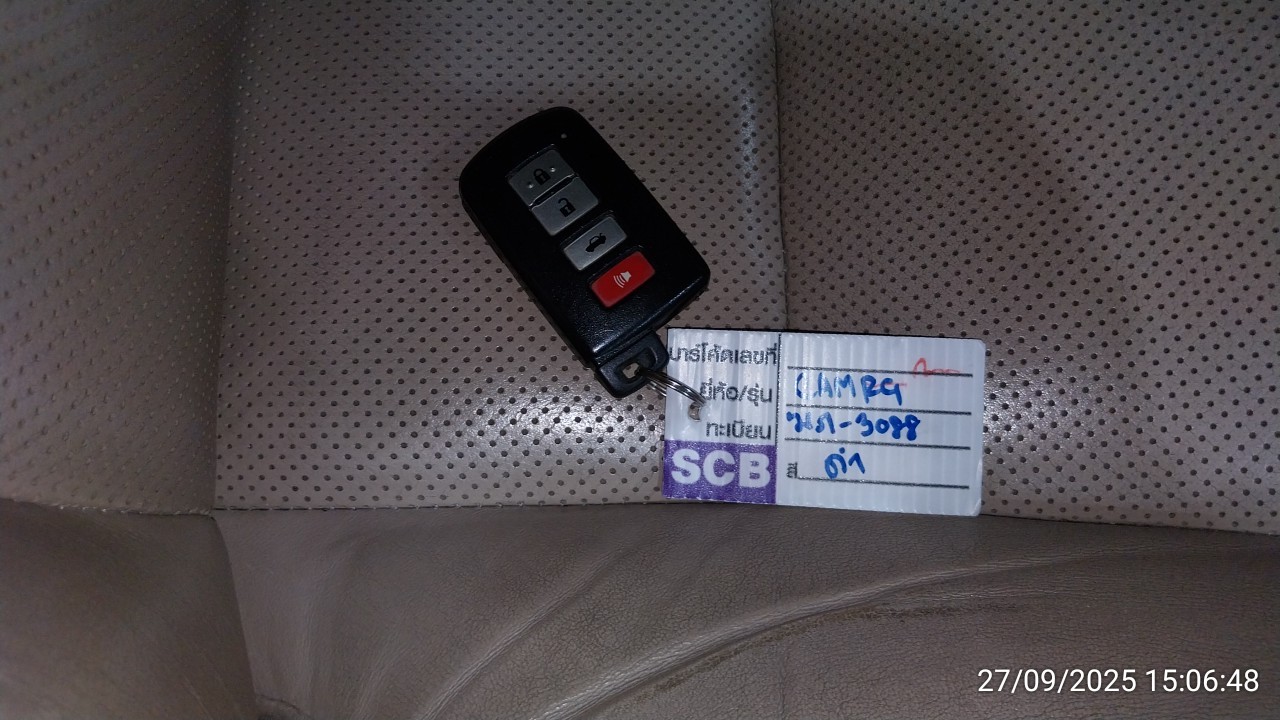 บาร์โค้ดเลขที่
ยี่ห้อ/รุ่น CAMRY
ทะเบียน -3088
SCB สี ดำ
27/09/2025 15:06:48